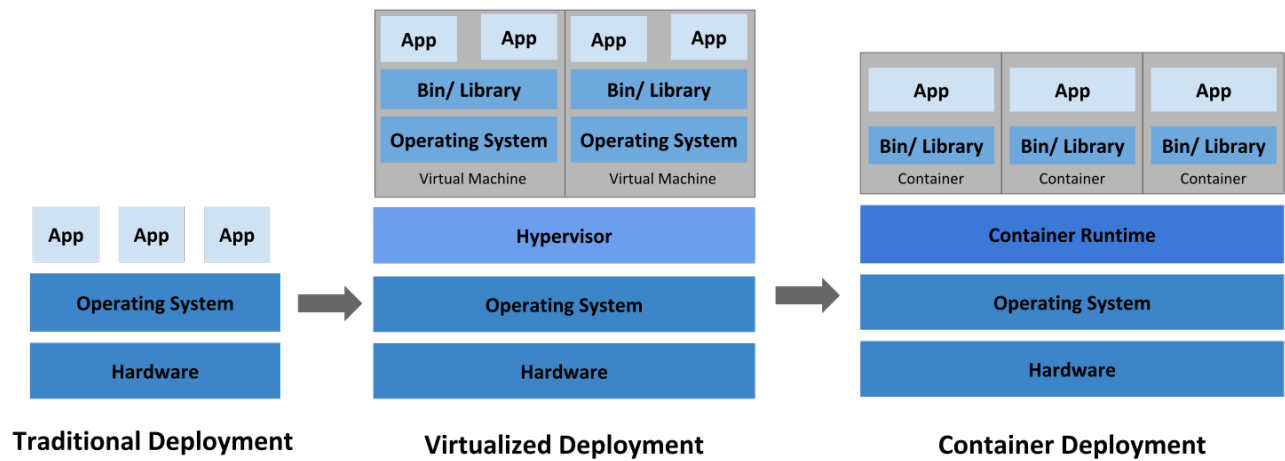 App
App
App
Operating System
Hardware
Traditional Deployment
App
App
Bin/ Library
Operating System
Virtual Machine
App
App
Bin/ Library
Operating System
Virtual Machine
Hypervisor
Operating System
Hardware
Virtualized Deployment
App
Bin/ Library
Container
App
Bin/ Library
Container
App
Bin/ Library
Container
Container Runtime
Operating System
Hardware
Container Deployment